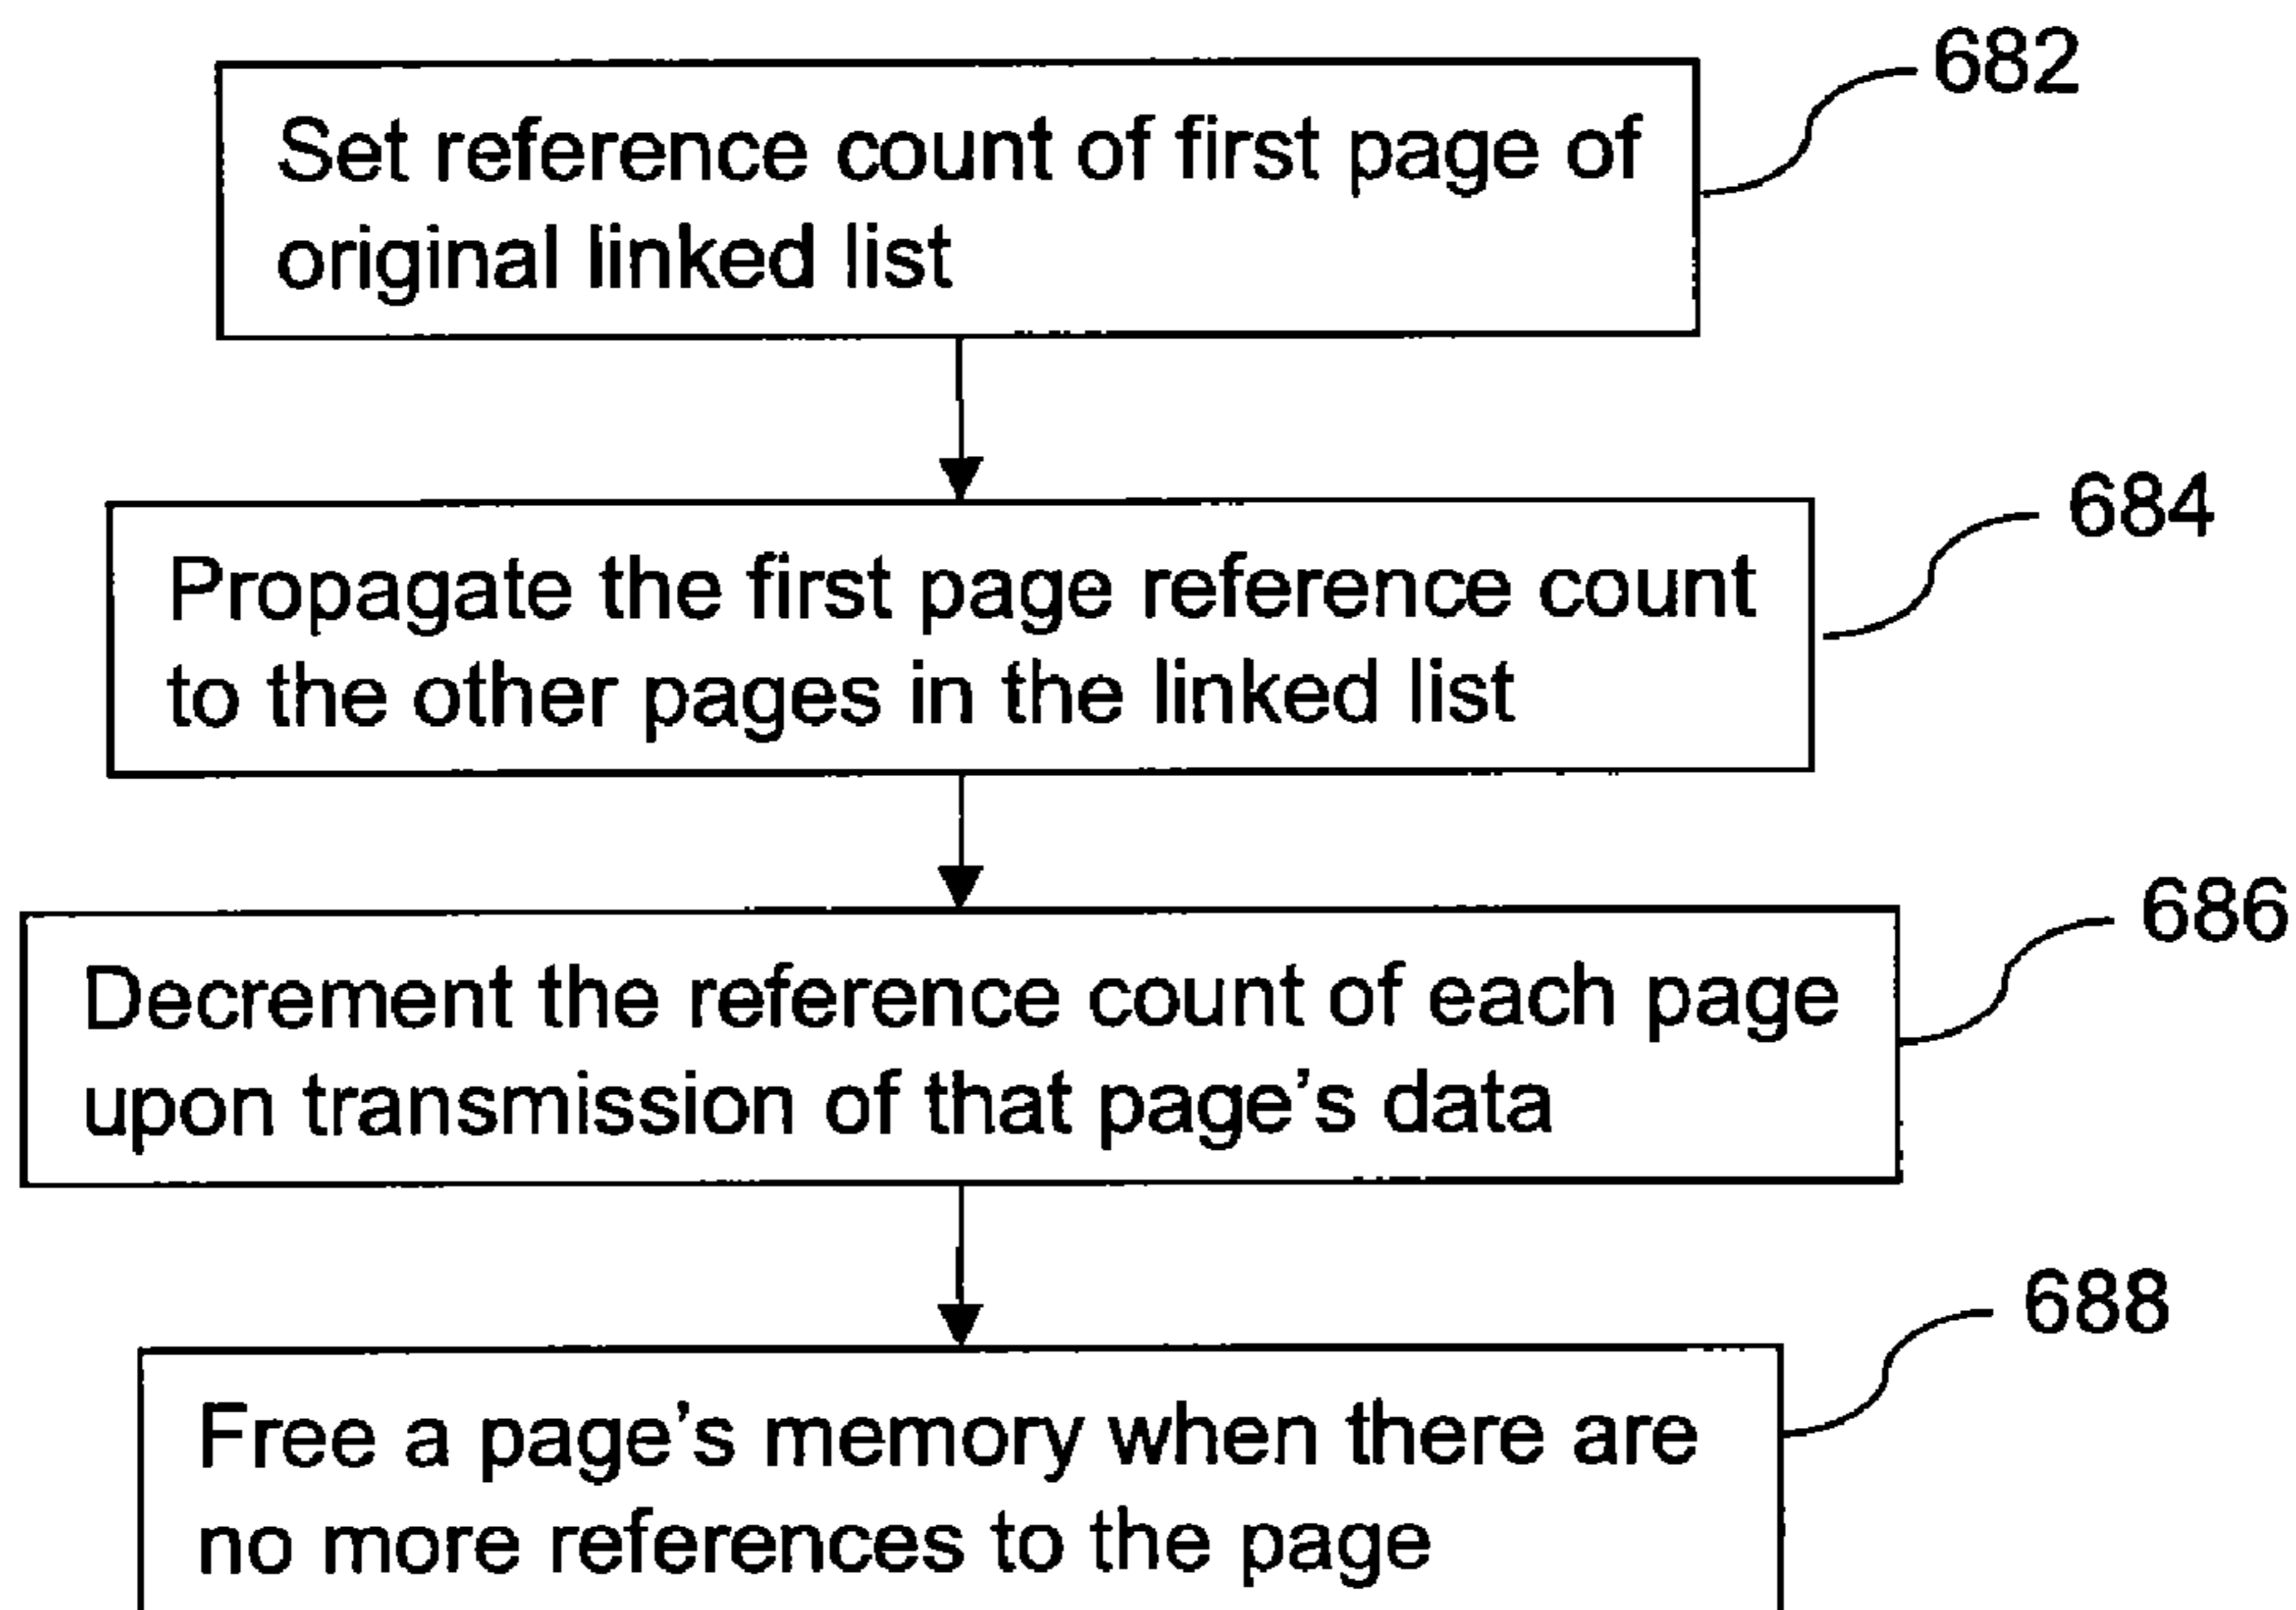 682
Set reference count of first page of
original linked list
684
Propagate the first page reference count
to the other pages in the linked list
686
Decrement the reference count of each page
upon transmission of that page's data
688
Free a page's memory when there are
no more references to the page